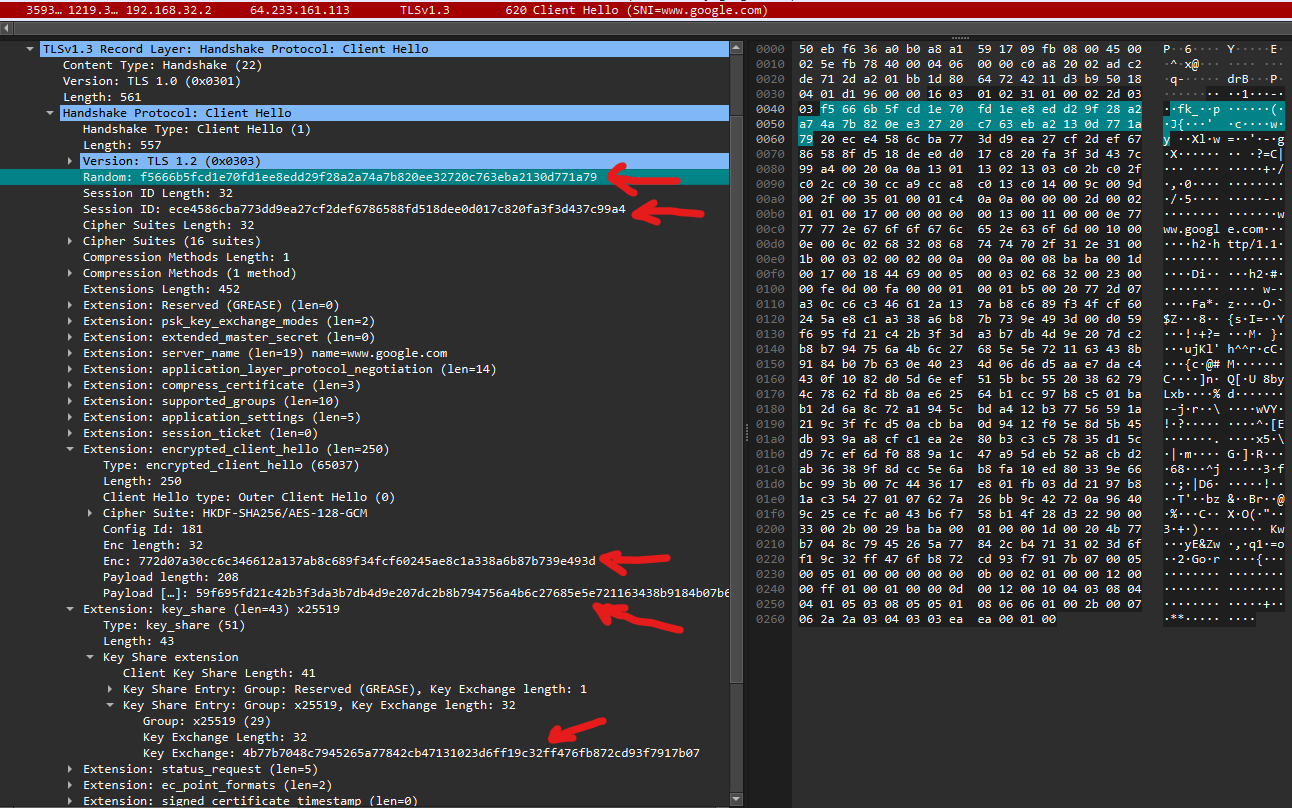 3593… 1219.3… 192.168.32.2 64.233.161.113 TLSv1.3 620 Client Hello (SNI=www.google.com)
TLSv1.3 Record Layer: Handshake Protocol: Client Hello
Content Type: Handshake (22)
Version: TLS 1.0 (0x0301)
Length: 561
Handshake Protocol: Client Hello
Handshake Type: Client Hello (1)
Length: 557
Version: TLS 1.2 (0x0303)
Random: f5666b5fcd1e70fd1ee8edd29f28a2a74a7b820ee32720c763eba2130d771a79
Session ID Length: 32
Session ID: ece4586cba773dd9ea27cf2def6786588fd518dee0d017c820fa3f3d437c99a4
Cipher Suites Length: 32
Cipher Suites (16 suites)
Compression Methods Length: 1
Compression Methods (1 method)
Extensions Length: 452
Extension: Reserved (GREASE) (len=0)
Extension: psk_key_exchange_modes (len=2)
Extension: extended_master_secret (len=0)
Extension: server_name (len=19) name=www.google.com
Extension: application_layer_protocol_negotiation (len=14)
Extension: compress_certificate (len=3)
Extension: supported_groups (len=10)
Extension: application_settings (len=5)
Extension: session_ticket (len=0)
Extension: encrypted_client_hello (len=250)
Type: encrypted_client_hello (65037)
Length: 250
Client Hello type: Outer Client Hello (0)
Cipher Suite: HKDF-SHA256/AES-128-GCM
Config Id: 181
Enc length: 32
Enc: 772d07a30cc6c346612a137ab8c689f34fcf60245ae8c1a338a6b87b739e493d
Payload length: 208
Payload […]: 59f695fd21c42b3f3da3b7db4d9e207dc2b8b794756a4b6c27685e5e721163438b9184b07b6
Extension: key_share (len=43) x25519
Type: key_share (51)
Length: 43
Key Share extension
Client Key Share Length: 41
Key Share Entry: Group: Reserved (GREASE), Key Exchange length: 1
Key Share Entry: Group: x25519, Key Exchange length: 32
Group: x25519 (29)
Key Exchange Length: 32
Key Exchange: 4b77b7048c7945265a77842cb47131023d6ff19c32ff476fb872cd93f7917b07
Extension: status_request (len=5)
Extension: ec_point_formats (len=2)
Extension: signed_certificate_timestamp (len=0)
0000 50 eb f6 36 a0 b0 a8 a1 59 17 09 fb 08 00 45 00
0010 02 5e fb 78 40 00 04 06 00 00 c0 a8 20 02 ad c2
0020 de 71 2d a2 01 bb 1d 80 64 72 42 11 d3 b9 50 18
0030 04 01 d1 96 00 00 16 03 01 02 31 01 00 02 2d 03
0040 03 f5 66 6b 5f cd 1e 70 fd 1e e8 ed d2 9f 28 a2
0050 a7 4a 7b 82 0e e3 27 20 c7 63 eb a2 13 0d 77 1a
0060 79 20 ec e4 58 6c ba 77 3d d9 ea 27 cf 2d ef 67
0070 86 58 8f d5 18 de e0 d0 17 c8 20 fa 3f 3d 43 7c
0080 99 a4 00 20 0a 0a 13 01 13 02 13 03 c0 2b c0 2f
0090 c0 2c c0 30 cc a9 cc a8 c0 13 c0 14 00 9c 00 9d
00a0 00 2f 00 35 01 00 01 c4 0a 0a 00 00 00 2d 00 02
00b0 01 01 00 17 00 00 00 00 00 13 00 11 00 00 0e 77
00c0 77 77 2e 67 6f 6f 67 6c 65 2e 63 6f 6d 00 10 00
00d0 0e 00 0c 02 68 32 08 68 74 74 70 2f 31 2e 31 00
00e0 1b 00 03 02 00 02 00 0a 00 0a 00 08 ba ba 00 1d
00f0 00 17 00 18 44 69 00 05 00 03 02 68 32 00 23 00
0100 00 fe 0d 00 fa 00 00 01 00 01 b5 00 20 77 2d 07
0110 a3 0c c6 c3 46 61 2a 13 7a b8 c6 89 f3 4f cf 60
0120 24 5a e8 c1 a3 38 a6 b8 7b 73 9e 49 3d 00 d0 59
0130 f6 95 fd 21 c4 2b 3f 3d a3 b7 db 4d 9e 20 7d c2
0140 b8 b7 94 75 6a 4b 6c 27 68 5e 5e 72 11 63 43 8b
0150 91 84 b0 7b 63 0e 40 23 4d 06 d6 d5 aa e7 da c4
0160 43 0f 10 82 d0 5d 6e ef 51 5b bc 55 20 38 62 79
0170 4c 78 62 fd 8b 0a e6 25 64 b1 cc 97 b8 c5 01 ba
0180 b1 2d 6a 8c 72 a1 94 5c bd a4 12 b3 77 56 59 1a
0190 21 9c 3f fc d5 0a cb ba 0d 94 12 f0 5e 8d 5b 45
01a0 db 93 9a a8 cf c1 ea 2e 80 b3 c3 c5 78 35 d1 5c
01b0 d9 7c ef 6d f0 88 9a 1c 47 a9 5d eb 52 a8 cb d2
01c0 ab 36 38 9f 8d cc 5e 6a b8 fa 10 ed 80 33 9e 66
01d0 bc 99 3b 00 7c 44 36 17 e8 01 fb 03 dd 21 97 b8
01e0 1a c3 54 27 01 07 62 7a 26 bb 9c 42 72 0a 96 40
01f0 9c 25 ce fc a0 43 b6 f7 58 b1 4f 28 d3 22 90 00
0200 33 00 2b 00 29 ba ba 00 01 00 00 1d 00 20 4b 77
0210 b7 04 8c 79 45 26 5a 77 84 2c b4 71 31 02 3d 6f
0220 f1 9c 32 ff 47 6f b8 72 cd 93 f7 91 7b 07 00 05
0230 00 05 01 00 00 00 00 00 0b 00 02 01 00 00 12 00
0240 00 ff 01 00 01 00 00 0d 00 12 00 10 04 03 08 04
0250 04 01 05 03 08 05 05 01 08 06 06 01 00 2b 00 07
0260 06 2a 2a 03 04 03 03 ea ea 00 01 00